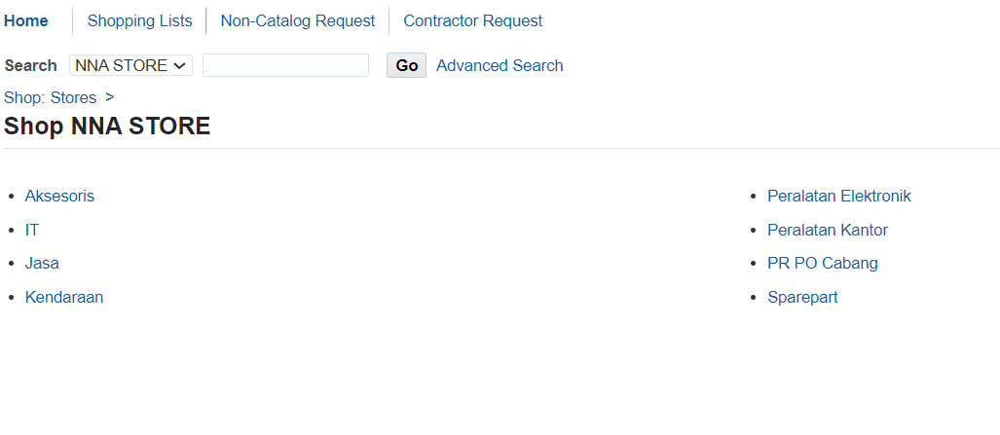 Home Shopping Lists Non-Catalog Request Contractor Request
Search NNA STORE Go Advanced Search
Shop: Stores >
Shop NNA STORE
Aksesoris
IT
Jasa
Kendaraan
Peralatan Elektronik
Peralatan Kantor
PR PO Cabang
Sparepart